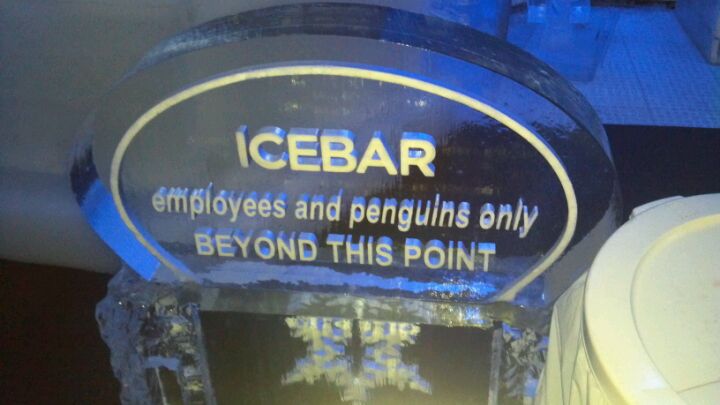 ICEBAR
employees and penguins only
BEYOND THIS POINT